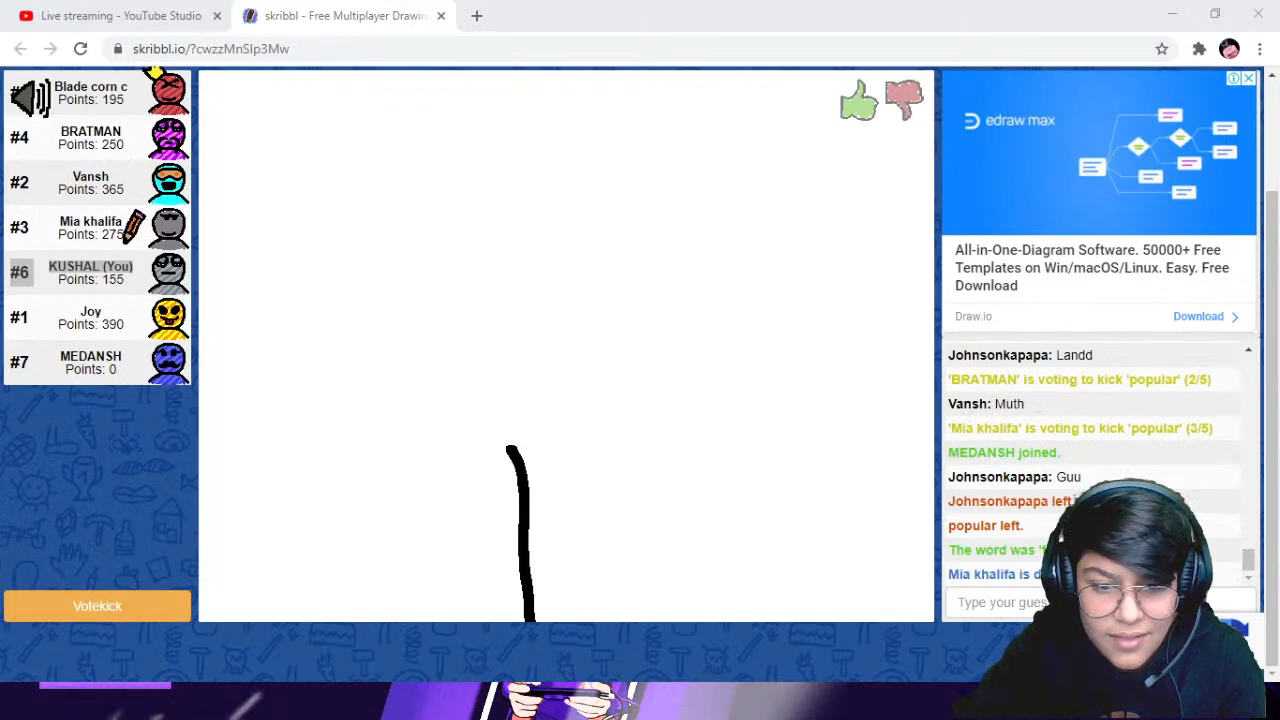 Live streaming - YouTube Studio
skribbl - Free Multiplayer Drawin
skribbl.io/?cwzzMnSlp3Mw
Blade corn c
Points: 195
#4
BRATMAN
Points: 250
#2
Vansh
Points: 365
#3
Mia khalifa
Points: 275
#6
KUSHAL (You)
Points: 155
#1
Joy
Points: 390
#7
MEDANSH
Points: 0
Votekick
edraw max
All-in-One-Diagram Software. 50000+ Free
Templates on Win/macOS/Linux. Easy. Free
Download
Draw.io
Download
Johnsonkapapa: Landd
'BRATMAN' is voting to kick 'popular' (2/5)
Vansh: Muth
'Mia khalifa' is voting to kick 'popular' (3/5)
MEDANSH joined.
Johnsonkapapa: Guu
Johnsonkapapa left
popular left.
The word was '
Mia khalifa is d
Type your gues